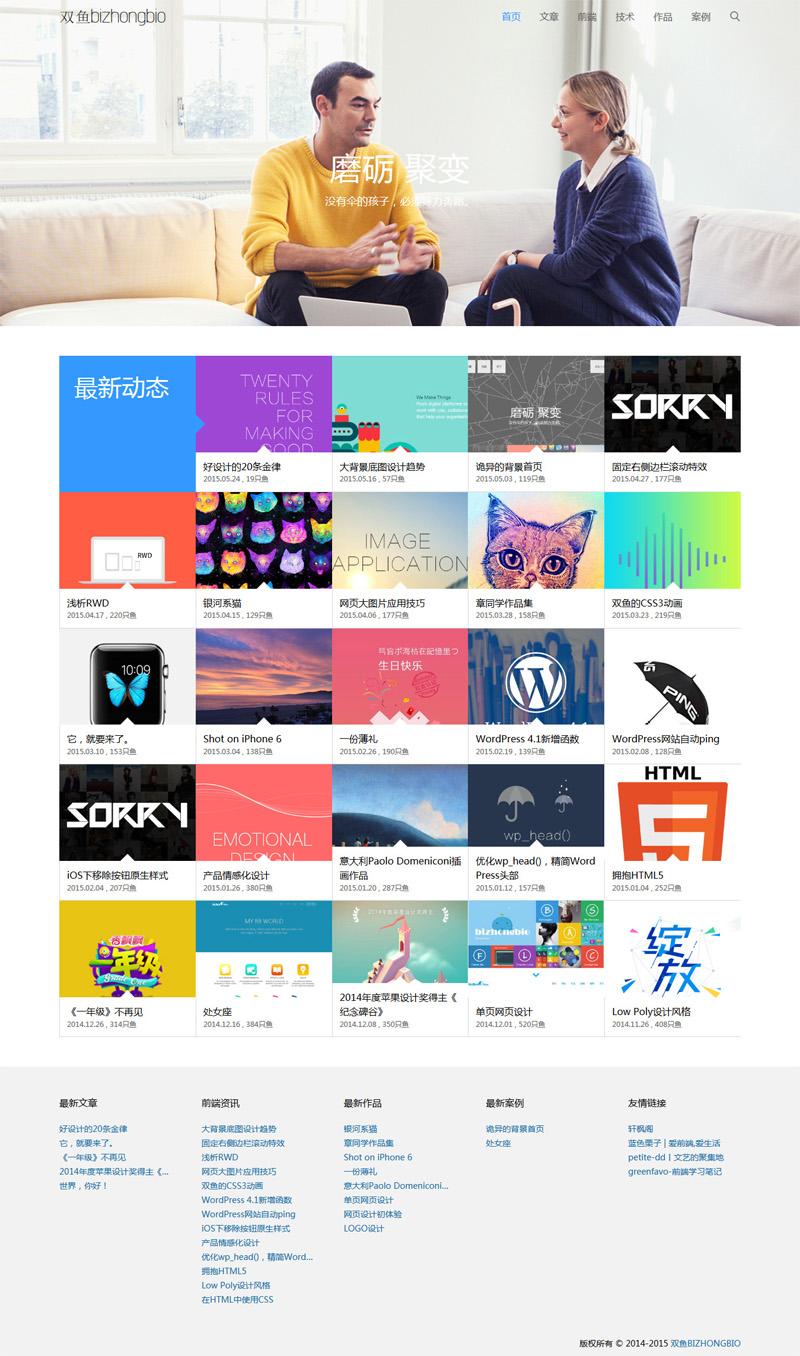 双鱼bizhongbio
首页 文章 前端 技术 作品 案例
磨砺 聚变
没有伞的孩子，必须努力奔跑。
最新动态
TWENTY
RULES
FOR
MAKING
GOOD
好设计的20条金律
2015.05.24 , 19只鱼
We Make Things
大背景底图设计趋势
2015.05.16 , 57只鱼
磨砺 聚变
诡异的背景首页
2015.05.03 , 119只鱼
SORRY
固定右侧边栏滚动特效
2015.04.27 , 177只鱼
RWD
浅析RWD
2015.04.17 , 220只鱼
银河系猫
2015.04.15 , 129只鱼
IMAGE
APPLICATION
网页大图片应用技巧
2015.04.06 , 177只鱼
章同学作品集
2015.03.28 , 158只鱼
双鱼的CSS3动画
2015.03.23 , 219只鱼
10:09
它，就要来了。
2015.03.10 , 153只鱼
Shot on iPhone 6
2015.03.04 , 138只鱼
生日快乐
一份薄礼
2015.02.26 , 190只鱼
WordPress 4.1新增函数
2015.02.19 , 139只鱼
PING
WordPress网站自动ping
2015.02.08 , 128只鱼
SORRY
iOS下移除按钮原生样式
2015.02.04 , 207只鱼
EMOTIONAL
DESIGN
产品情感化设计
2015.01.26 , 380只鱼
意大利Paolo Domeniconi插
画作品
2015.01.20 , 287只鱼
wp_head()
优化wp_head()，精简Word
Press头部
2015.01.12 , 157只鱼
HTML
5
拥抱HTML5
2015.01.04 , 252只鱼
香飘飘
一年级
《一年级》不再见
2014.12.26 , 314只鱼
MY 89 WORLD
处女座
2014.12.16 , 384只鱼
2014年度苹果设计奖得主
2014年度苹果设计奖得主《
纪念碑谷》
2014.12.08 , 350只鱼
bizhongbio
B
S
F
L
C
单页网页设计
2014.12.01 , 520只鱼
绽放
Low Poly设计风格
2014.11.26 , 408只鱼
最新文章
好设计的20条金律
它，就要来了。
《一年级》不再见
2014年度苹果设计奖得主《...
世界，你好！
前端资讯
大背景底图设计趋势
固定右侧边栏滚动特效
浅析RWD
网页大图片应用技巧
双鱼的CSS3动画
WordPress 4.1新增函数
WordPress网站自动ping
iOS下移除按钮原生样式
产品情感化设计
优化wp_head()，精简Word...
拥抱HTML5
Low Poly设计风格
在HTML中使用CSS
最新作品
银河系猫
章同学作品集
Shot on iPhone 6
一份薄礼
意大利Paolo Domeniconi...
单页网页设计
网页设计初体验
LOGO设计
最新案例
诡异的背景首页
处女座
友情链接
轩枫阁
蓝色栗子 | 爱前端,爱生活
petite-dd丨文艺的聚集地
greenfavo-前端学习笔记
版权所有 © 2014-2015 双鱼BIZHONGBIO